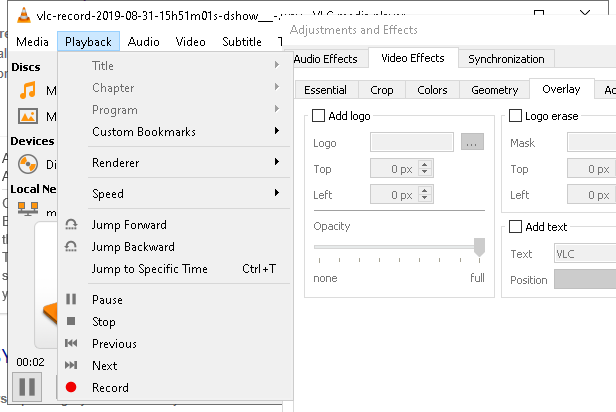 vlc-record-2019-08-31-15h51m01s-dshow___-
VLC media player
Media Playback Audio Video Subtitle T
Discs
M
M
Devices
Di
Local Ne
m
00:02
Title
Chapter
Program
Custom Bookmarks
Renderer
Speed
Jump Forward
Jump Backward
Jump to Specific Time Ctrl+T
Pause
Stop
Previous
Next
Record
Adjustments and Effects
Audio Effects Video Effects Synchronization
Essential Crop Colors Geometry Overlay
Add logo
Logo ...
Top 0 px
Left 0 px
Opacity
none full
Logo erase
Mask
Top 0 px
Left 0 px
Add text
Text VLC
Position